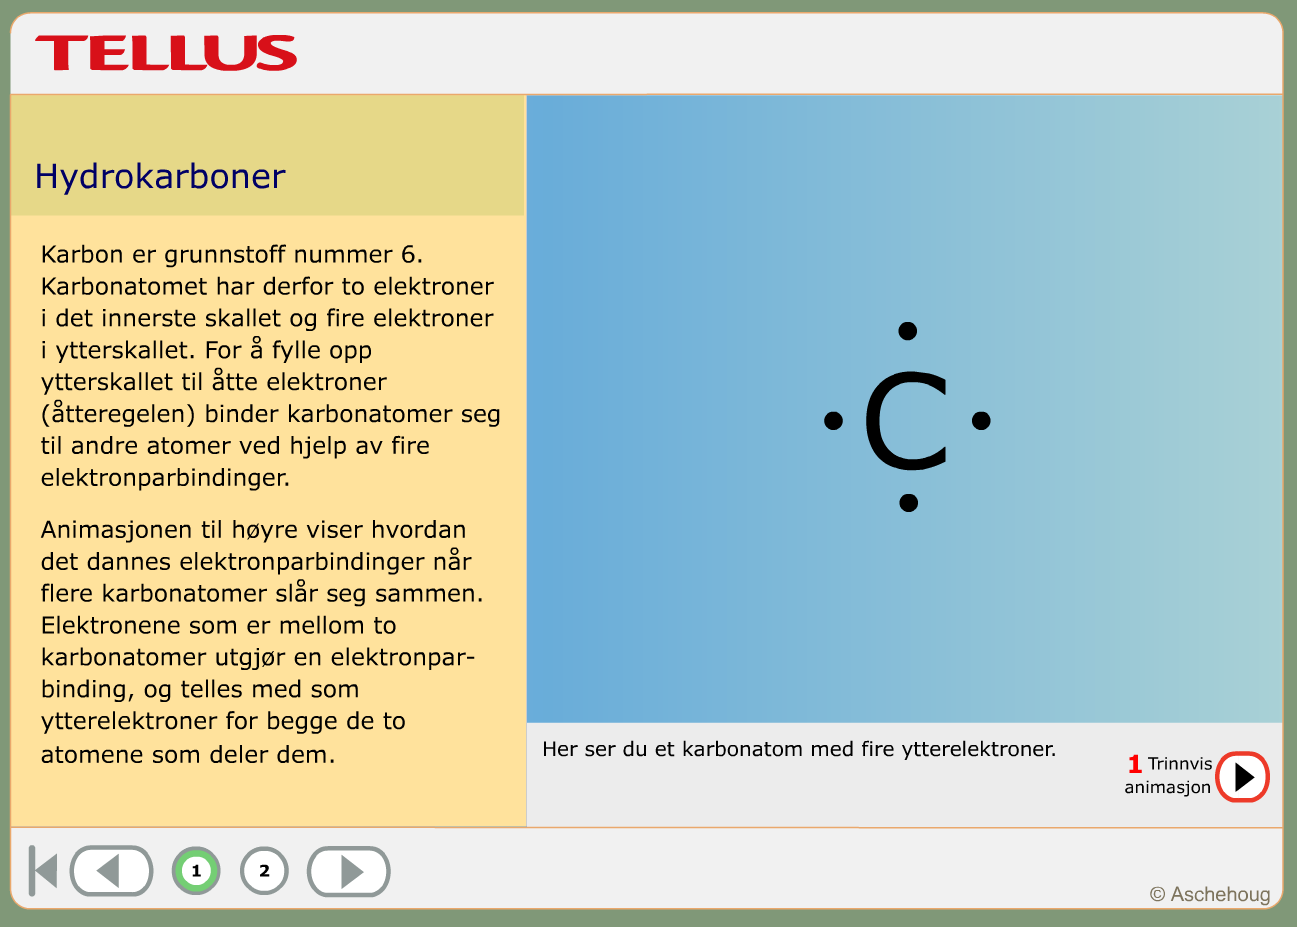 TELLUS
Hydrokarboner
Karbon er grunnstoff nummer 6.
Karbonatomet har derfor to elektroner
i det innerste skallet og fire elektroner
i ytterskallet. For å fylle opp
ytterskallet til åtte elektroner
(åtteregelen) binder karbonatomer seg
til andre atomer ved hjelp av fire
elektronparbindinger.
Animasjonen til høyre viser hvordan
det dannes elektronparbindinger når
flere karbonatomer slår seg sammen.
Elektronene som er mellom to
karbonatomer utgjør en elektronpar-
binding, og telles med som
ytterelektroner for begge de to
atomene som deler dem.
C
Her ser du et karbonatom med fire ytterelektroner.
1 Trinnvis
animasjon
1
2
© Aschehoug